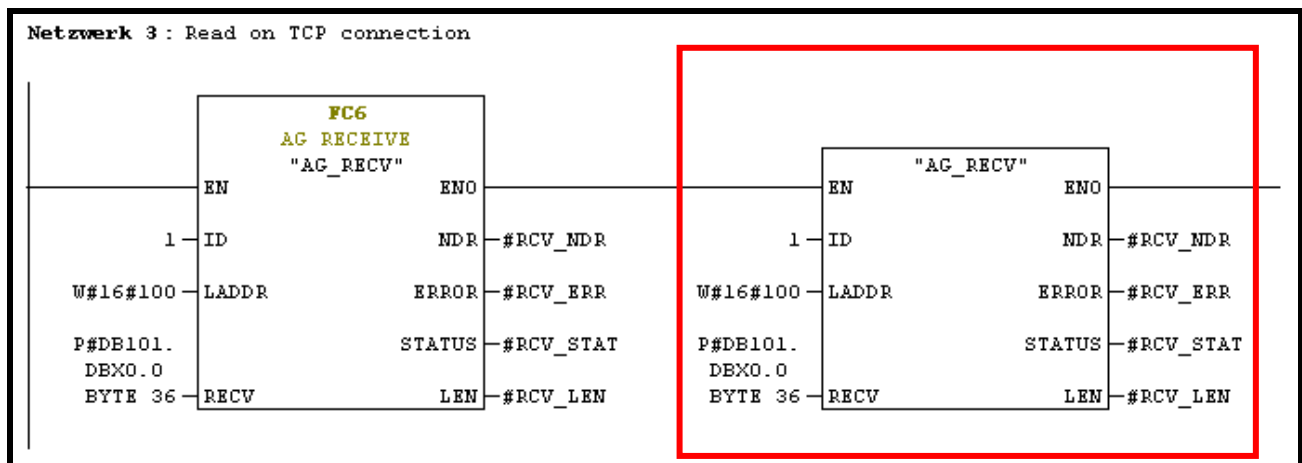 Netzwerk 3 : Read on TCP connection
FC6
AG RECEIVE
"AG_RECV"
EN ENO
1 ID NDR #RCV_NDR
W#16#100 LADDR ERROR #RCV_ERR
P#DB101. STATUS #RCV_STAT
DBX0.0
BYTE 36 RECV LEN #RCV_LEN
"AG_RECV"
EN ENO
1 ID NDR #RCV_NDR
W#16#100 LADDR ERROR #RCV_ERR
P#DB101. STATUS #RCV_STAT
DBX0.0
BYTE 36 RECV LEN #RCV_LEN